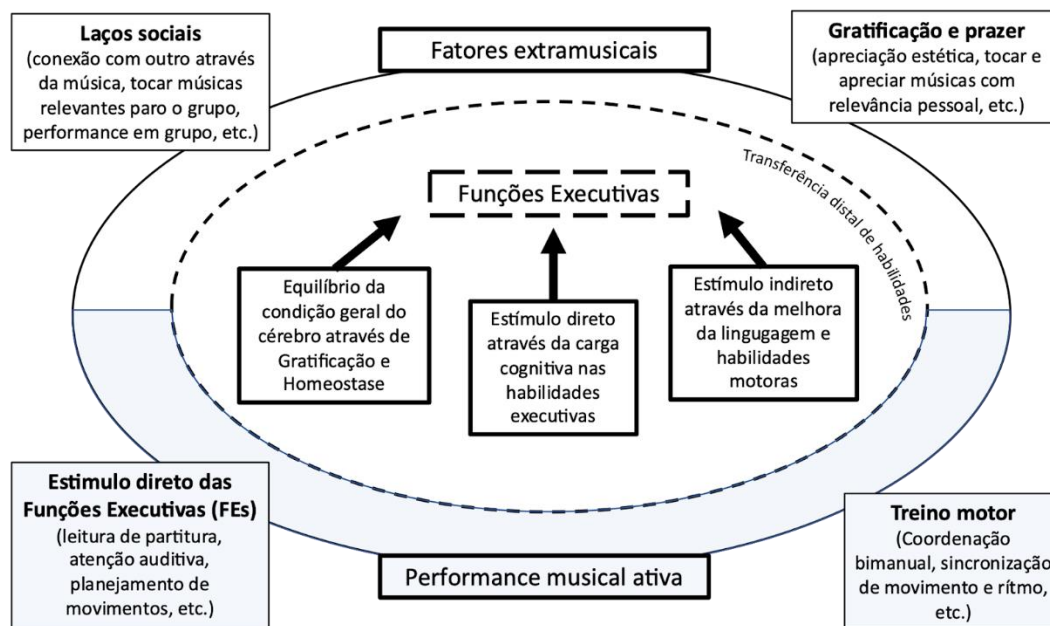 Laços sociais
(conexão com outro através
da música, tocar músicas
relevantes paro o grupo,
performance em grupo, etc.)
Fatores extramusicais
Gratificação e prazer
(apreciação estética, tocar e
apreciar músicas com
relevância pessoal, etc.)
Transferência distal de habilidades
Funções Executivas
Equilíbrio da
condição geral do
cérebro através de
Gratificação e
Homeostase
Estímulo direto
através da carga
cognitiva nas
habilidades
executivas
Estímulo indireto
através da melhora
da lingugagem e
habilidades
motoras
Estimulo direto das
Funções Executivas (FEs)
(leitura de partitura,
atenção auditiva,
planejamento de
movimentos, etc.)
Performance musical ativa
Treino motor
(Coordenação
bimanual, sincronização
de movimento e rítmo,
etc.)